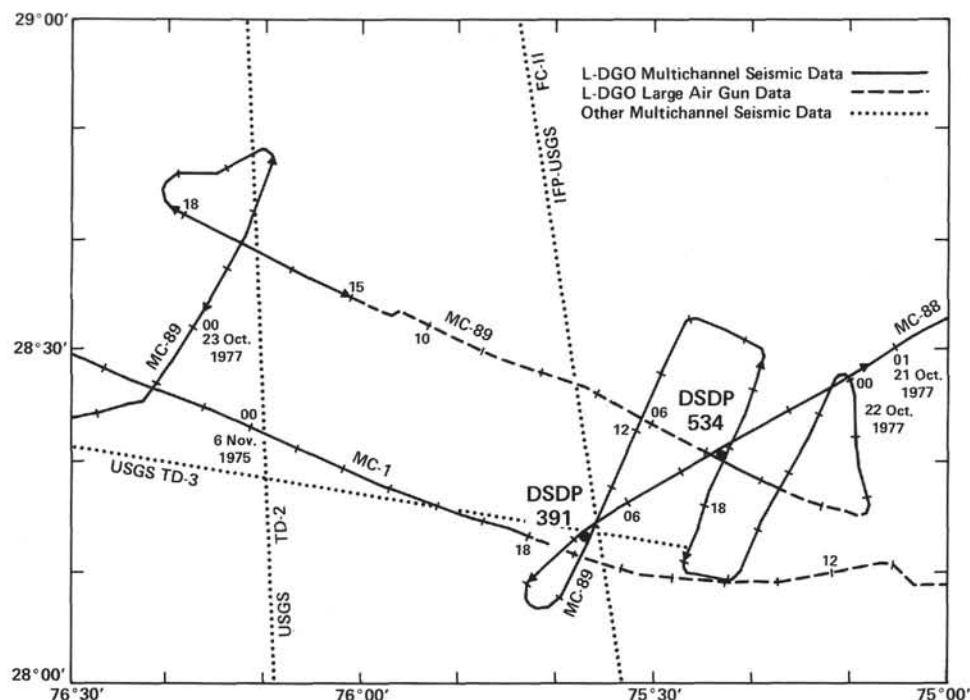 29°00′
FC-II
L-DGO Multichannel Seismic Data
L-DGO Large Air Gun Data
Other Multichannel Seismic Data
IFP-USGS
18
15
MC-89
10
MC-88
00
23 Oct.
1977
MC-89
28°30′
01
21 Oct.
1977
00
22 Oct.
1977
DSDP
534
06
12
00
6 Nov.
1975
MC-1
USGS TD-3
DSDP
391
06
18
TD-2
18
12
MC-89
USGS
28°00′
76°30′
76°00′
75°30′
75°00′